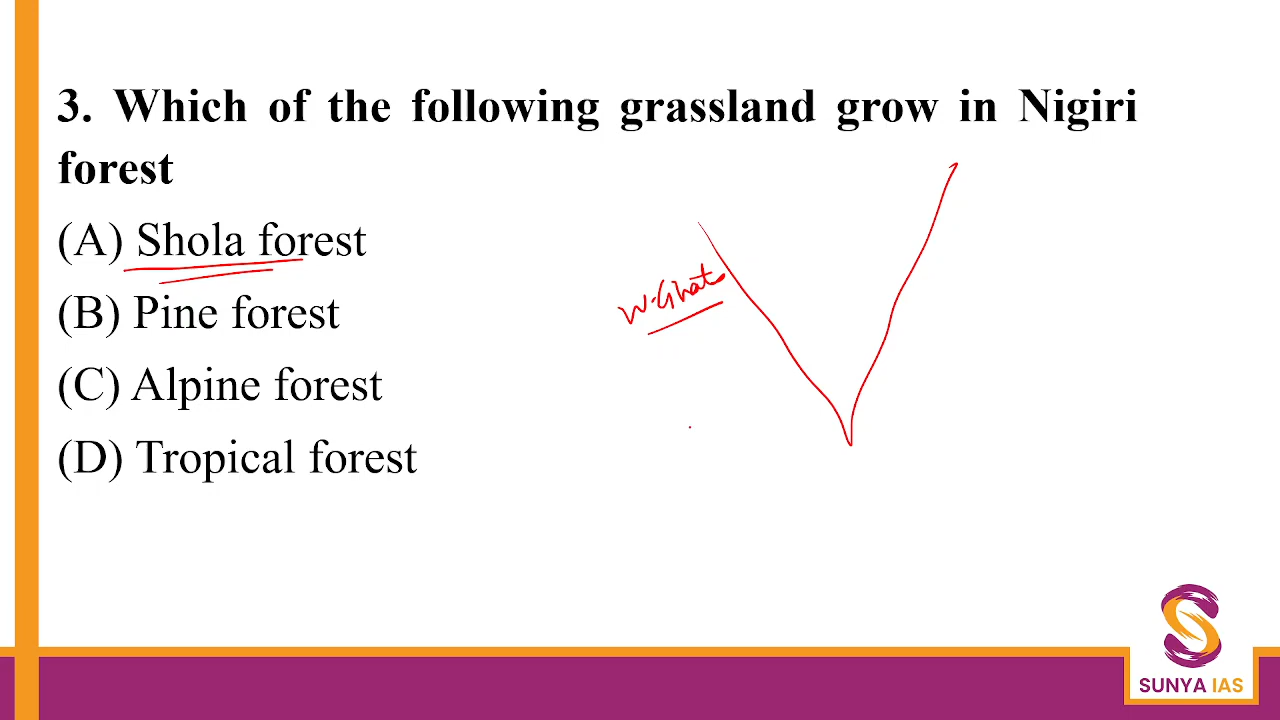 3. Which of the following grassland grow in Nigiri
forest
(A) Shola forest
(B) Pine forest
(C) Alpine forest
(D) Tropical forest
W.Ghats
SUNYA IAS